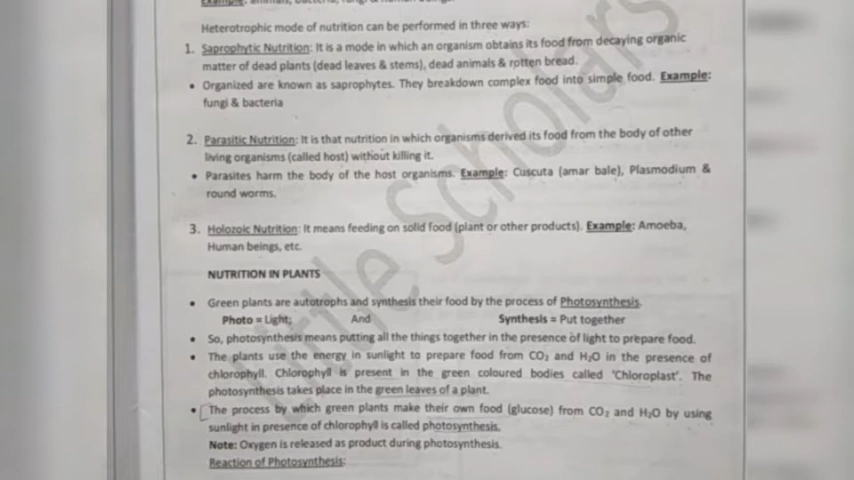 Example: animals, bacteria, fungi & human beings.
Heterotrophic mode of nutrition can be performed in three ways:
1. Saprophytic Nutrition: It is a mode in which an organism obtains its food from decaying organic
matter of dead plants (dead leaves & stems), dead animals & rotten bread.
• Organized are known as saprophytes. They breakdown complex food into simple food. Example:
fungi & bacteria
2. Parasitic Nutrition: It is that nutrition in which organisms derived its food from the body of other
living organisms (called host) without killing it.
• Parasites harm the body of the host organisms. Example: Cuscuta (amar bale), Plasmodium &
round worms.
3. Holozoic Nutrition: It means feeding on solid food (plant or other products). Example: Amoeba,
Human beings, etc.
NUTRITION IN PLANTS
• Green plants are autotrophs and synthesis their food by the process of Photosynthesis.
Photo = Light; And Synthesis = Put together
• So, photosynthesis means putting all the things together in the presence of light to prepare food.
• The plants use the energy in sunlight to prepare food from CO₂ and H₂O in the presence of
chlorophyll. Chlorophyll is present in the green coloured bodies called 'Chloroplast'. The
photosynthesis takes place in the green leaves of a plant.
• The process by which green plants make their own food (glucose) from CO₂ and H₂O by using
sunlight in presence of chlorophyll is called photosynthesis.
Note: Oxygen is released as product during photosynthesis.
Reaction of Photosynthesis:
Little Scholars